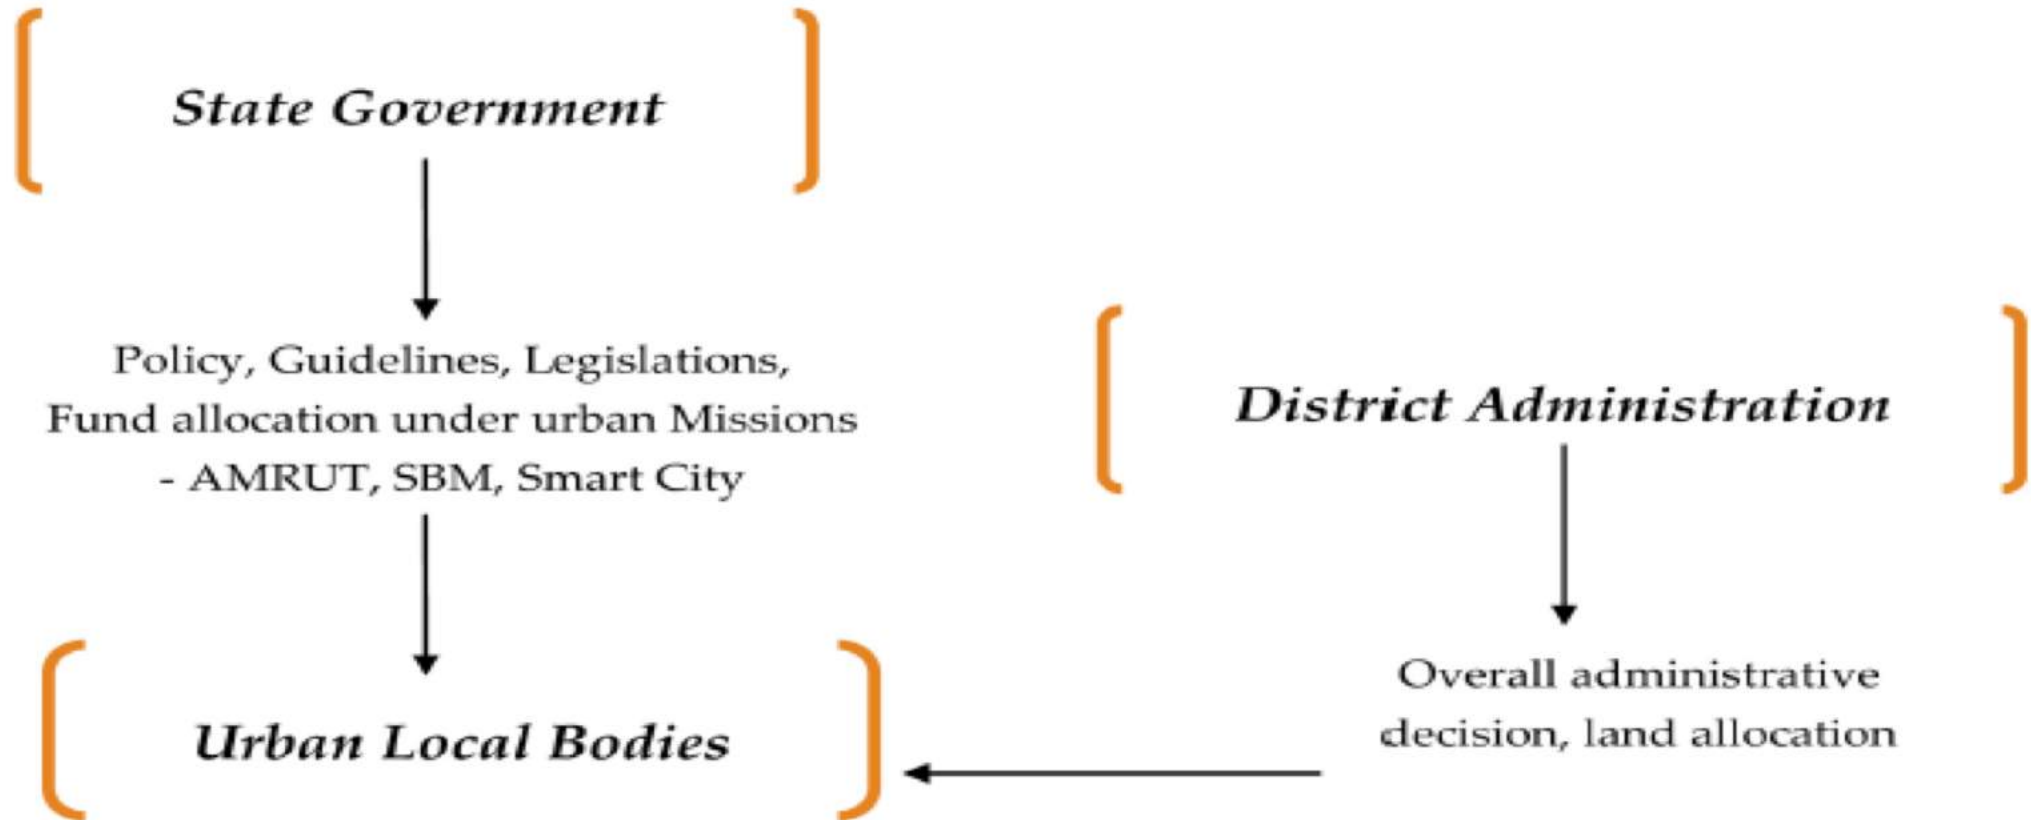 State Government
Policy, Guidelines, Legislations,
Fund allocation under urban Missions
- AMRUT, SBM, Smart City
Urban Local Bodies
District Administration
Overall administrative
decision, land allocation